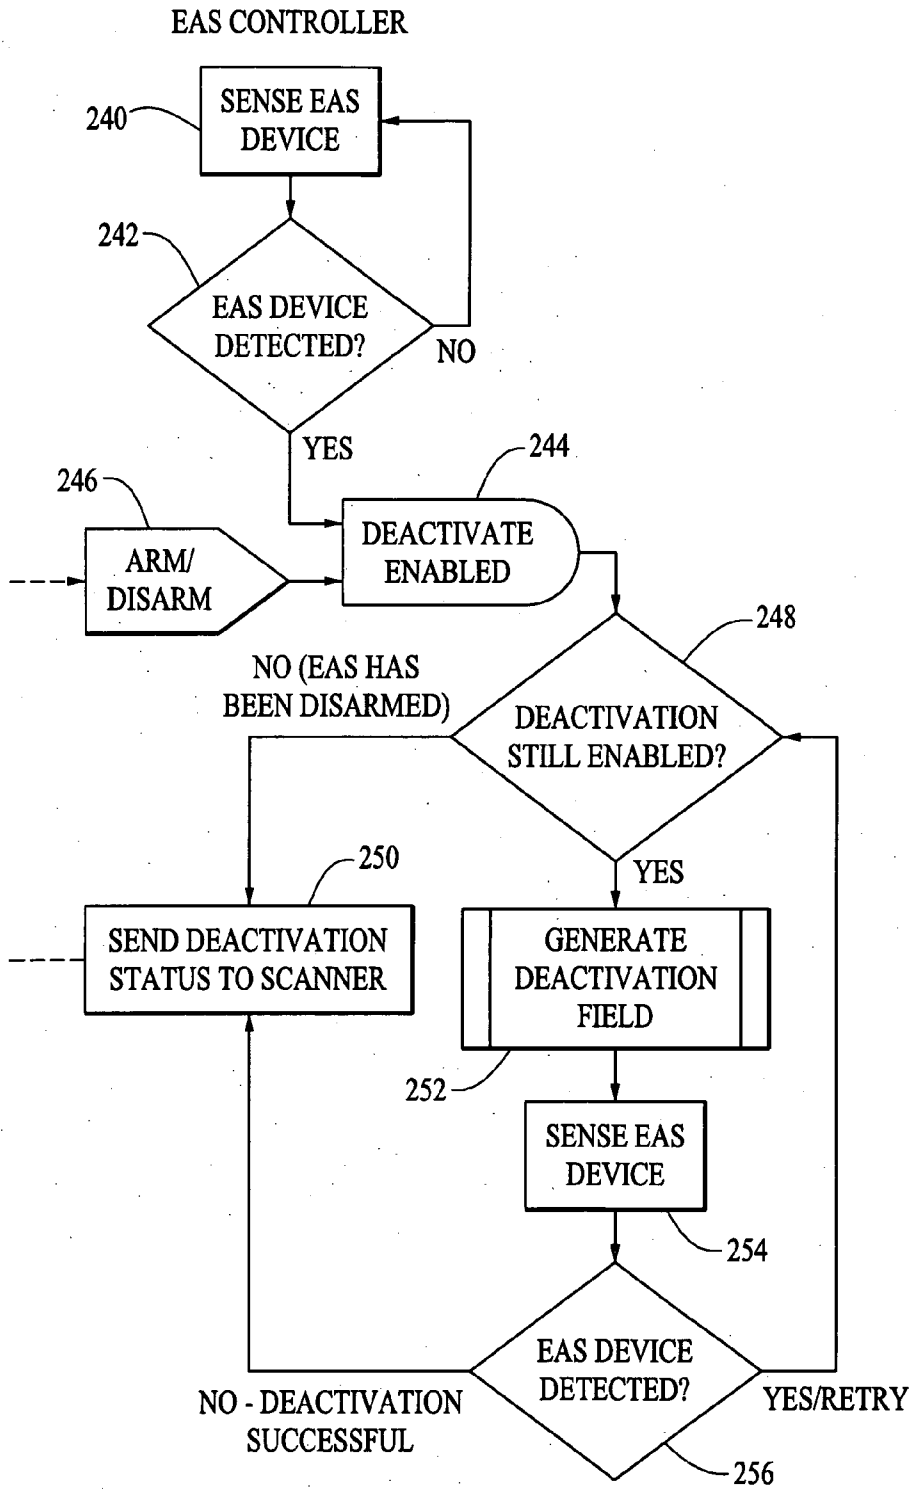 EAS CONTROLLER
SENSE EAS
DEVICE
240
242
EAS DEVICE
DETECTED?
NO
YES
244
246
DEACTIVATE
ENABLED
ARM/
DISARM
248
NO (EAS HAS
BEEN DISARMED)
DEACTIVATION
STILL ENABLED?
250
YES
SEND DEACTIVATION
STATUS TO SCANNER
GENERATE
DEACTIVATION
FIELD
252
SENSE EAS
DEVICE
254
EAS DEVICE
DETECTED?
NO - DEACTIVATION
SUCCESSFUL
YES/RETRY
256